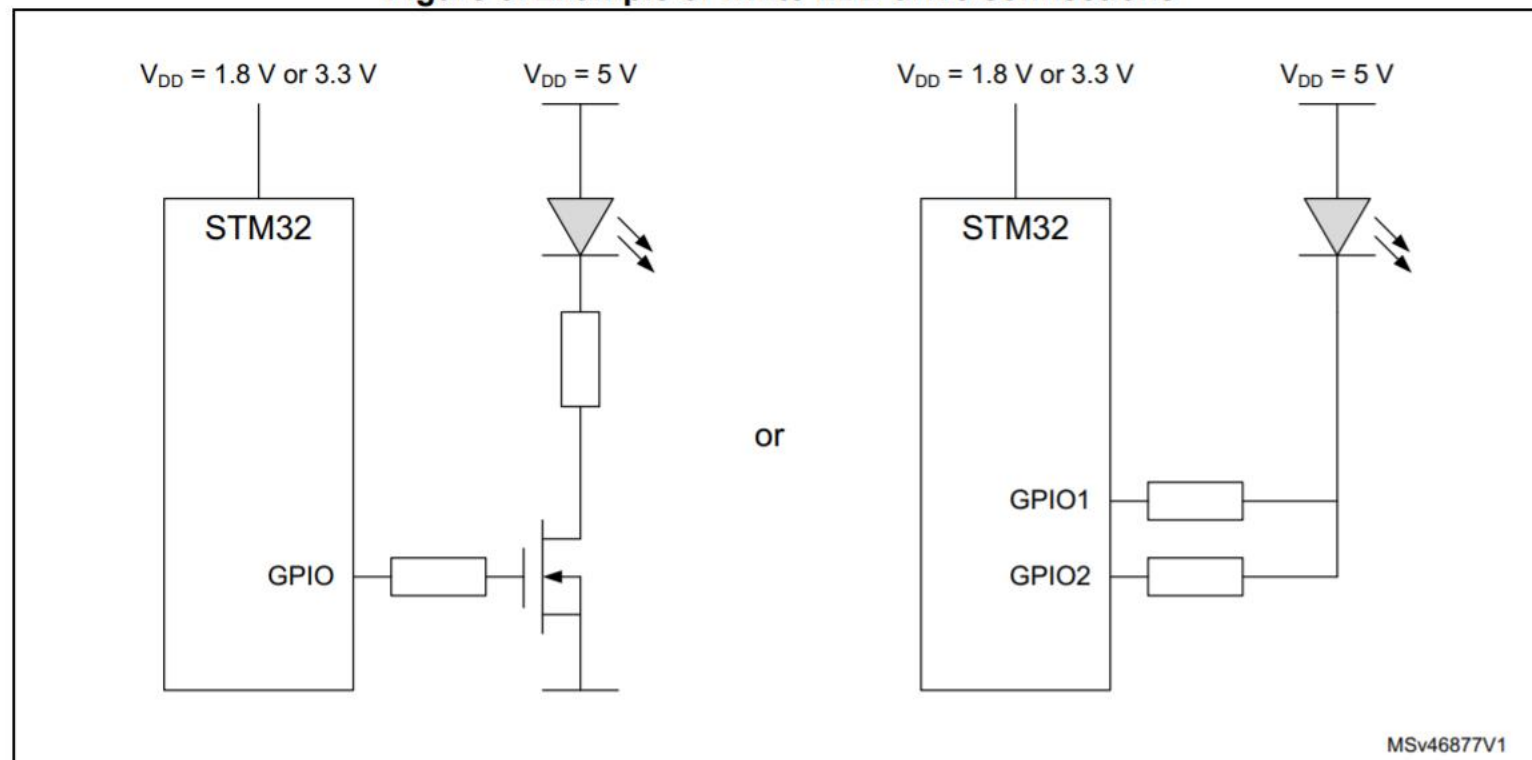 V_DD = 1.8 V or 3.3 V
V_DD = 5 V
STM32
GPIO
or
V_DD = 1.8 V or 3.3 V
V_DD = 5 V
STM32
GPIO1
GPIO2
MSv46877V1